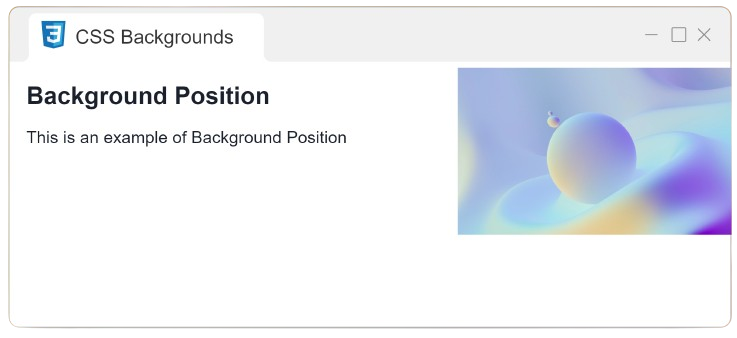 CSS Backgrounds
Background Position
This is an example of Background Position